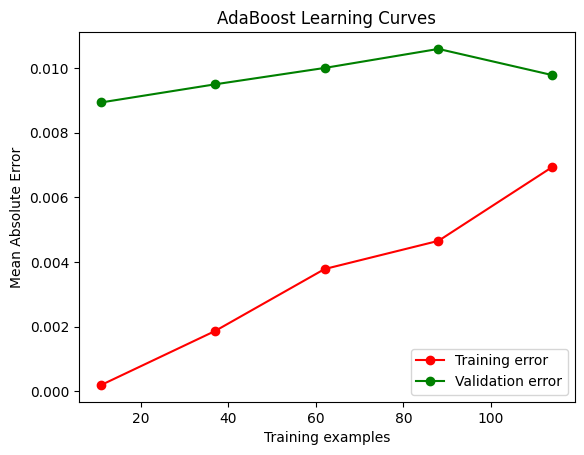 AdaBoost Learning Curves
Mean Absolute Error
0.010
0.008
0.006
0.004
0.002
0.000
20
40
60
80
100
Training examples
Training error
Validation error